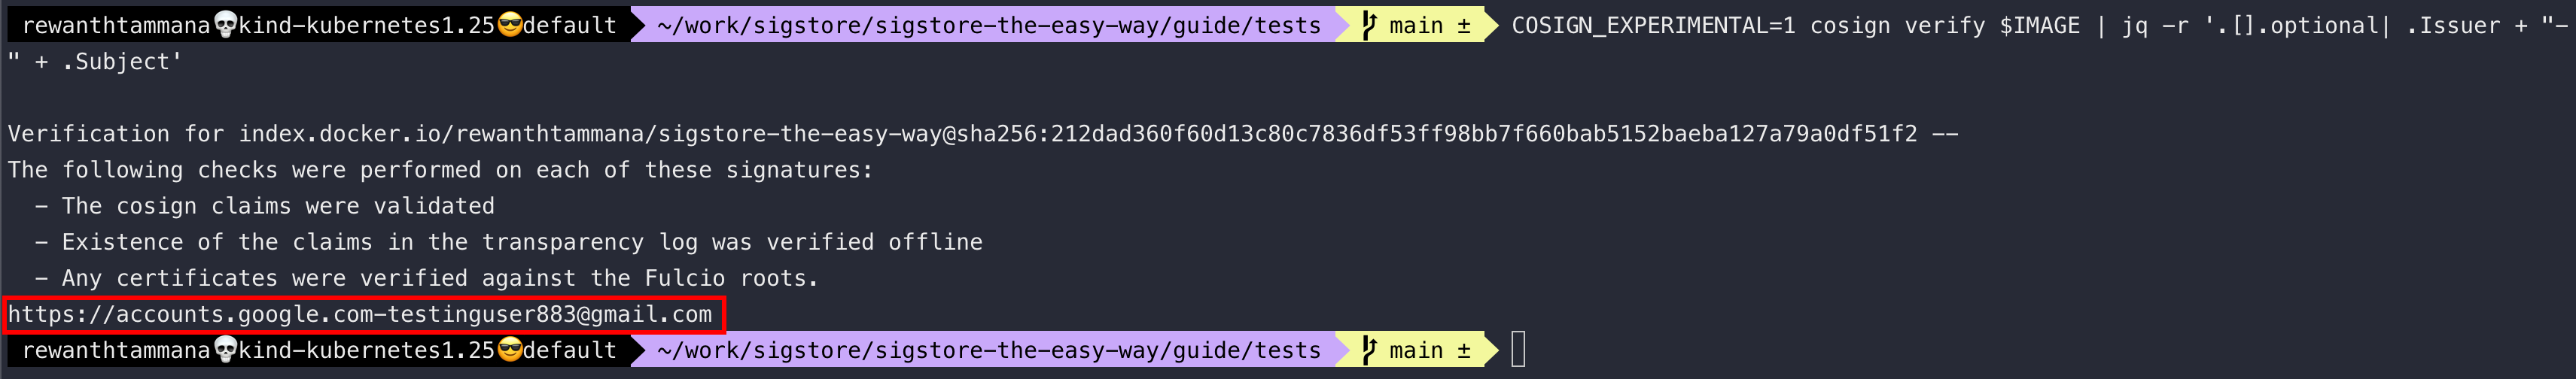 rewanthtammana💀kind-kubernetes1.25😎default ~/work/sigstore/sigstore-the-easy-way/guide/tests main ± COSIGN_EXPERIMENTAL=1 cosign verify $IMAGE | jq -r '.[].optional| .Issuer + "-
" + .Subject'
Verification for index.docker.io/rewanthtammana/sigstore-the-easy-way@sha256:212dad360f60d13c80c7836df53ff98bb7f660bab5152baeba127a79a0df51f2 --
The following checks were performed on each of these signatures:
- The cosign claims were validated
- Existence of the claims in the transparency log was verified offline
- Any certificates were verified against the Fulcio roots.
https://accounts.google.com-testinguser883@gmail.com
rewanthtammana💀kind-kubernetes1.25😎default ~/work/sigstore/sigstore-the-easy-way/guide/tests main ±